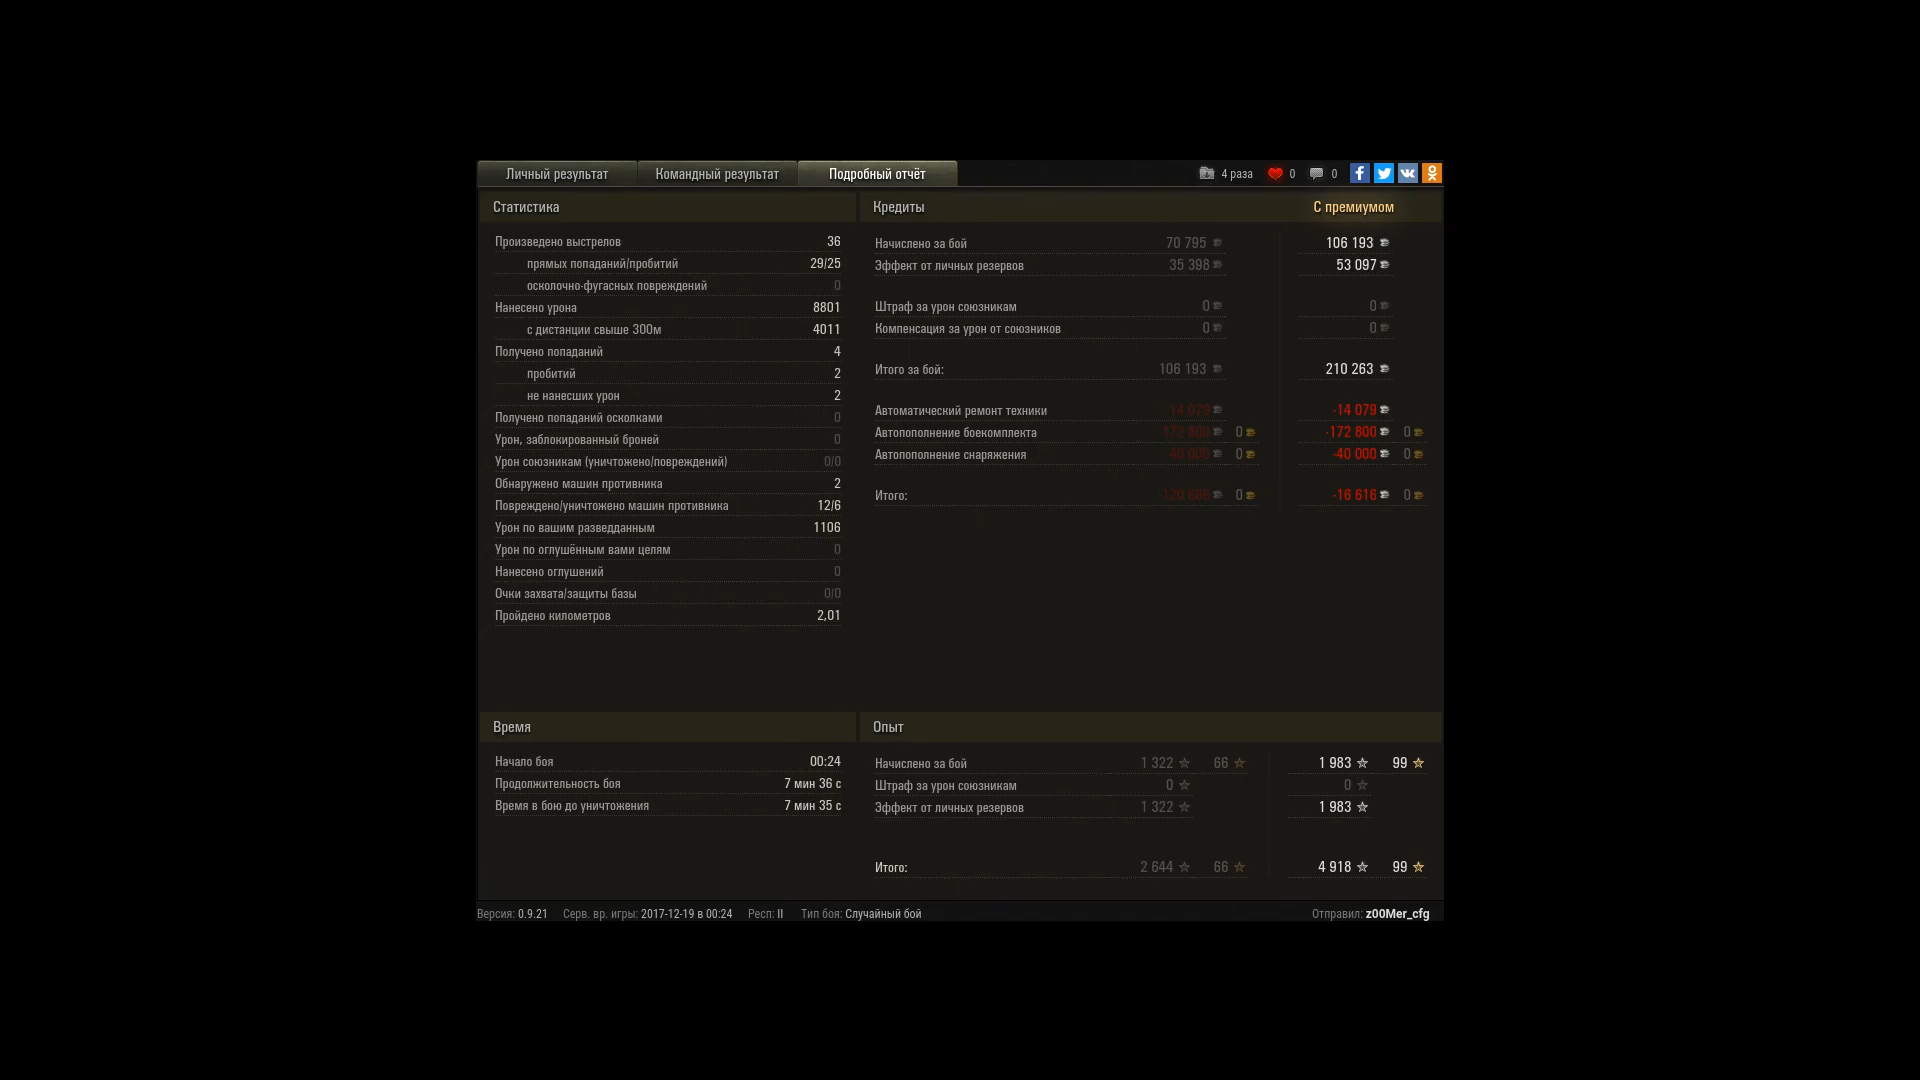 Личный результат Командный результат Подробный отчёт 4 раза 0 0
Статистика
Произведено выстрелов 36
прямых попаданий/пробитий 29/25
осколочно-фугасных повреждений 0
Нанесено урона 8801
с дистанции свыше 300м 4011
Получено попаданий 4
пробитий 2
не нанесших урон 2
Получено попаданий осколками 0
Урон, заблокированный броней 0
Урон союзникам (уничтожено/повреждений) 0/0
Обнаружено машин противника 2
Повреждено/уничтожено машин противника 12/6
Урон по вашим разведданным 1106
Урон по оглушённым вами целям 0
Нанесено оглушений 0
Очки захвата/защиты базы 0/0
Пройдено километров 2,01
Кредиты С премиумом
Начислено за бой 70 795 106 193
Эффект от личных резервов 35 398 53 097
Штраф за урон союзникам 0 0
Компенсация за урон от союзников 0 0
Итого за бой: 106 193 210 263
Автоматический ремонт техники -14 079 -14 079
Автопополнение боекомплекта -172 800 0 -172 800 0
Автопополнение снаряжения -40 000 0 -40 000 0
Итого: -120 686 0 -16 616 0
Время
Начало боя 00:24
Продолжительность боя 7 мин 36 с
Время в бою до уничтожения 7 мин 35 с
Опыт
Начислено за бой 1 322 66 1 983 99
Штраф за урон союзникам 0 0
Эффект от личных резервов 1 322 1 983
Итого: 2 644 66 4 918 99
Версия: 0.9.21 Серв. вр. игры: 2017-12-19 в 00:24 Респ: II Тип боя: Случайный бой Отправил: z00Mer_cfg